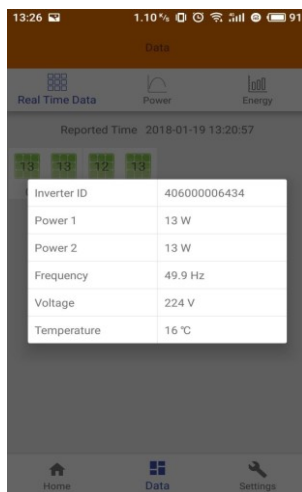 13:26 1.10 ᴷ/s 91
Data
Real Time Data Power Energy
Reported Time 2018-01-19 13:20:57
13 13 12 13
Inverter ID 406000006434
Power 1 13 W
Power 2 13 W
Frequency 49.9 Hz
Voltage 224 V
Temperature 16 ℃
Home Data Settings